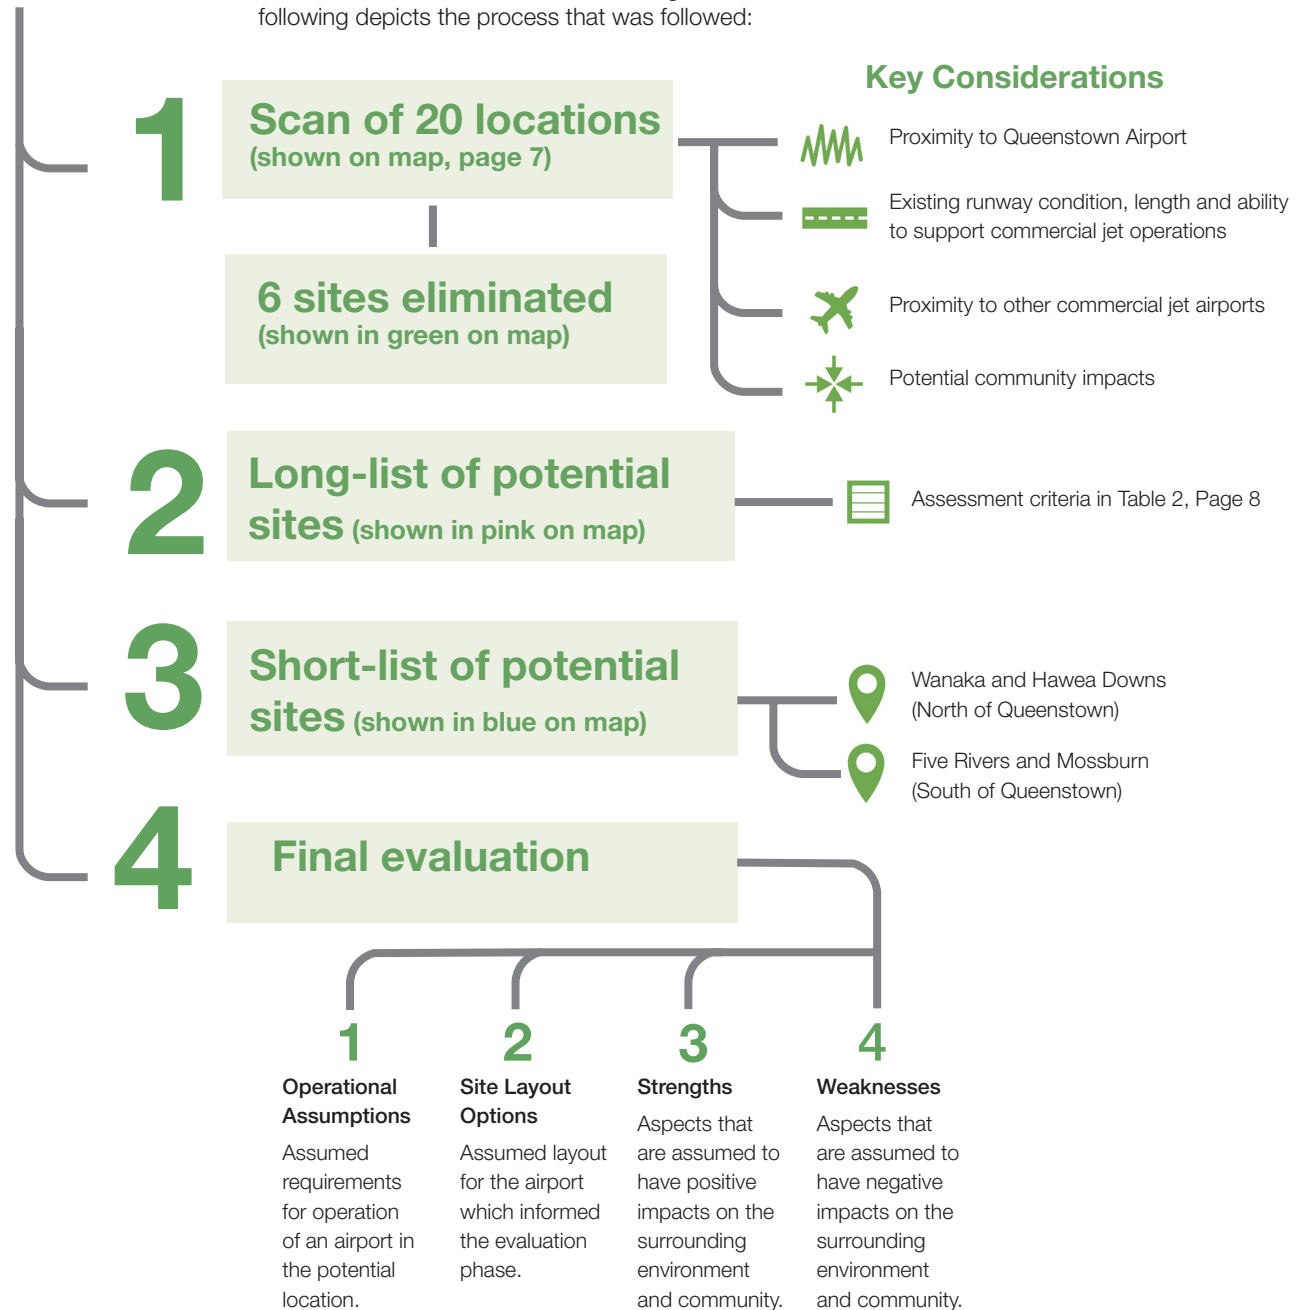 following depicts the process that was followed:
Key Considerations
1
Scan of 20 locations
(shown on map, page 7)
Proximity to Queenstown Airport
Existing runway condition, length and ability
to support commercial jet operations
6 sites eliminated
(shown in green on map)
Proximity to other commercial jet airports
Potential community impacts
2
Long-list of potential
sites (shown in pink on map)
Assessment criteria in Table 2, Page 8
3
Short-list of potential
sites (shown in blue on map)
Wanaka and Hawea Downs
(North of Queenstown)
Five Rivers and Mossburn
(South of Queenstown)
4
Final evaluation
1
Operational
Assumptions
Assumed
requirements
for operation
of an airport in
the potential
location.
2
Site Layout
Options
Assumed layout
for the airport
which informed
the evaluation
phase.
3
Strengths
Aspects that
are assumed to
have positive
impacts on the
surrounding
environment
and community.
4
Weaknesses
Aspects that
are assumed to
have negative
impacts on the
surrounding
environment
and community.